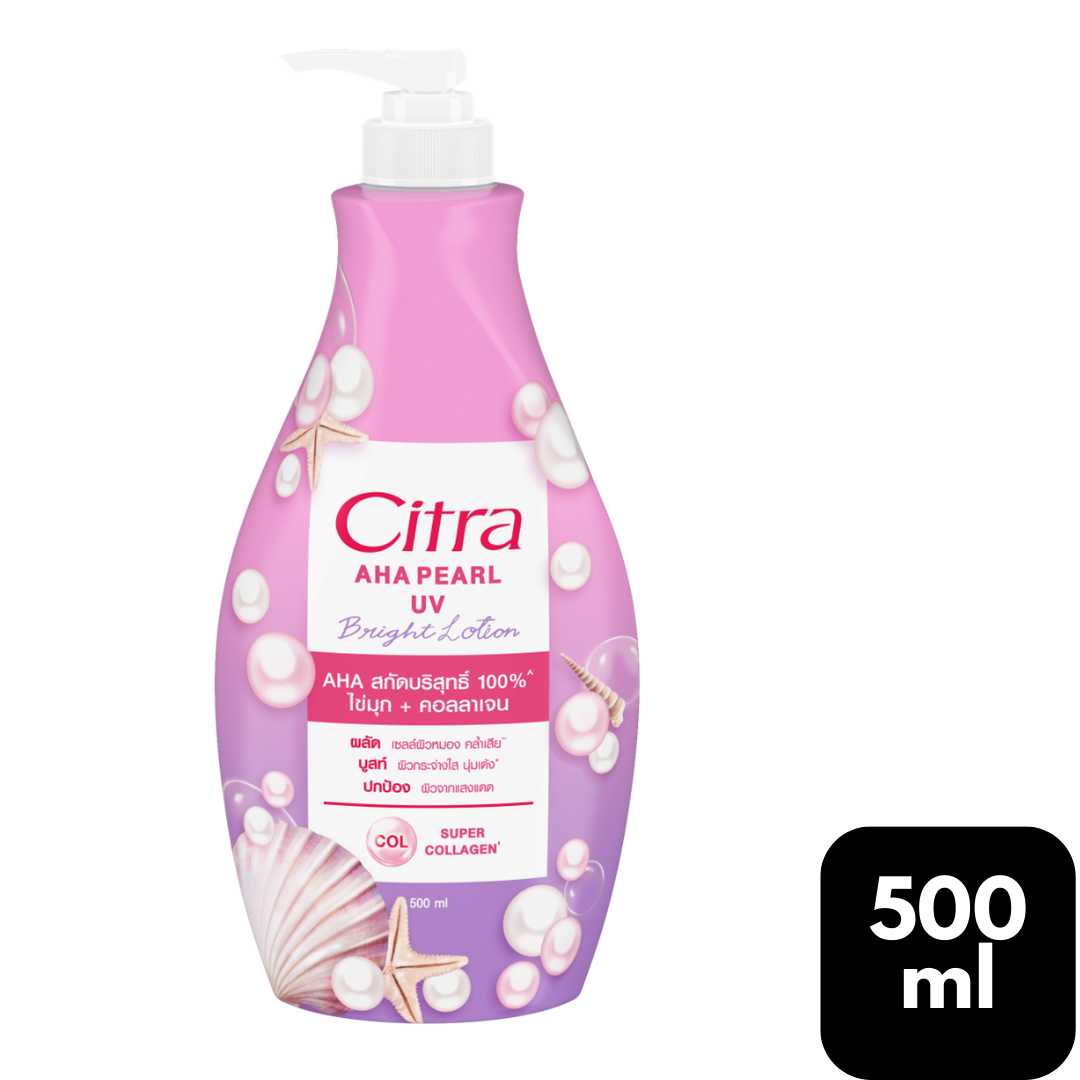 Citra
AHA PEARL
UV
Bright Lotion
AHA สกัดบริสุทธิ์ 100%^
ไข่มุก + คอลลาเจน
ผลัด เซลล์ผิวหมอง คล้ำเสีย~
บูสท์ ผิวกระจ่างใส นุ่มเด้ง*
ปกป้อง ผิวจากแสงแดด
COL
SUPER
COLLAGEN'
500 ml
500
ml